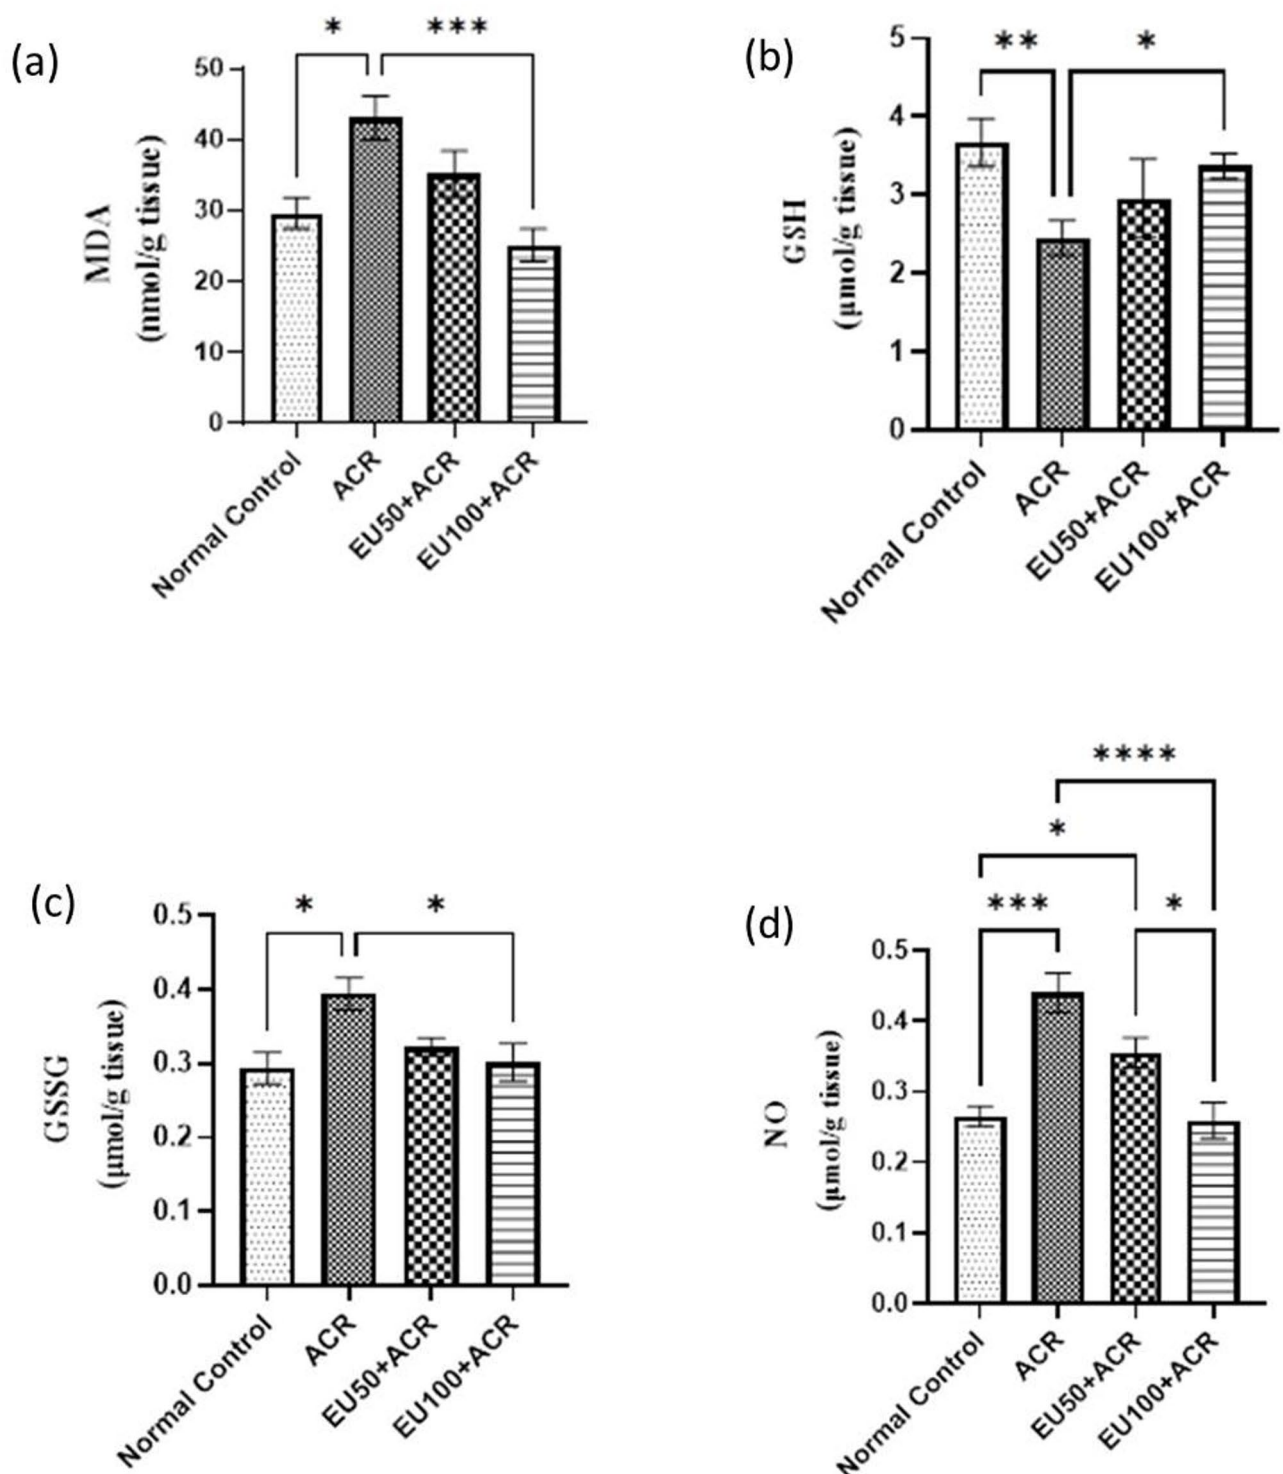 (a)
* ***
MDA
(nmol/g tissue)
50
40
30
20
10
0
Normal Control
ACR
EU50+ACR
EU100+ACR
(b)
** *
GSH
(μmol/g tissue)
5
4
3
2
1
0
Normal Control
ACR
EU50+ACR
EU100+ACR
(c)
* *
GSSG
(μmol/g tissue)
0.5
0.4
0.3
0.2
0.1
0.0
Normal Control
ACR
EU50+ACR
EU100+ACR
(d)
****
*
*** *
NO
(μmol/g tissue)
0.5
0.4
0.3
0.2
0.1
0.0
Normal Control
ACR
EU50+ACR
EU100+ACR